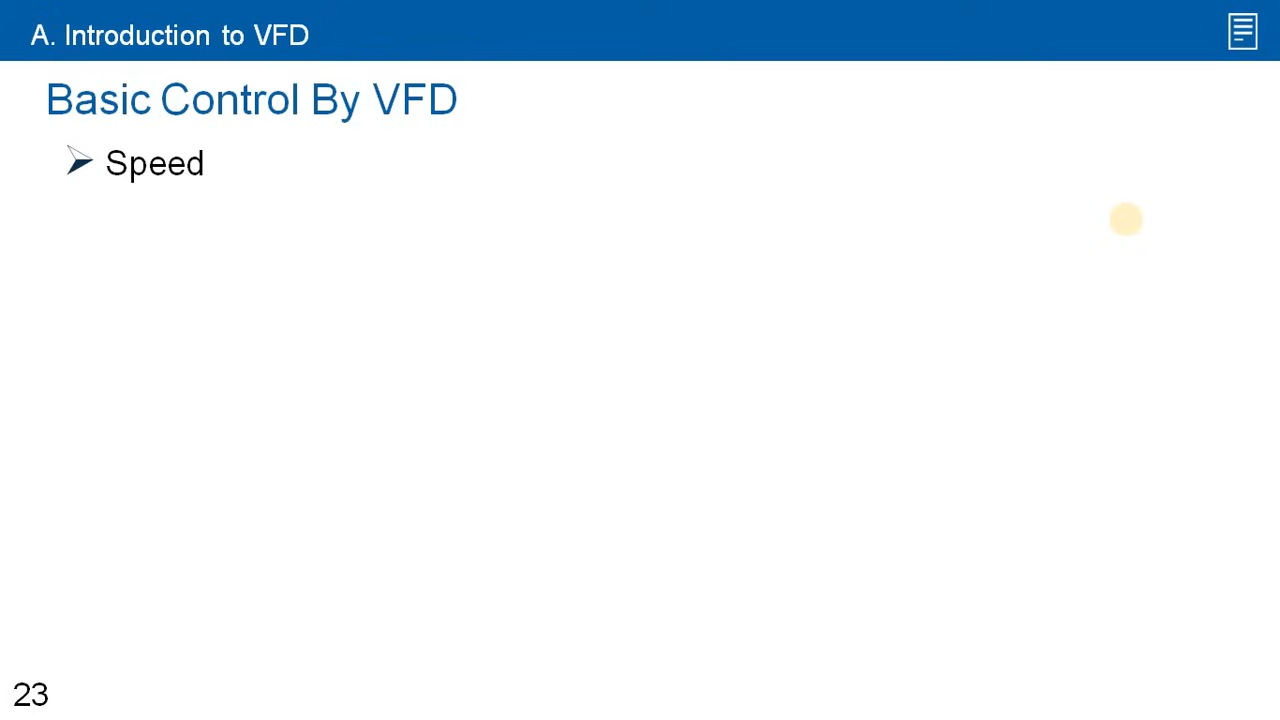 A. Introduction to VFD
Basic Control By VFD
Speed
23